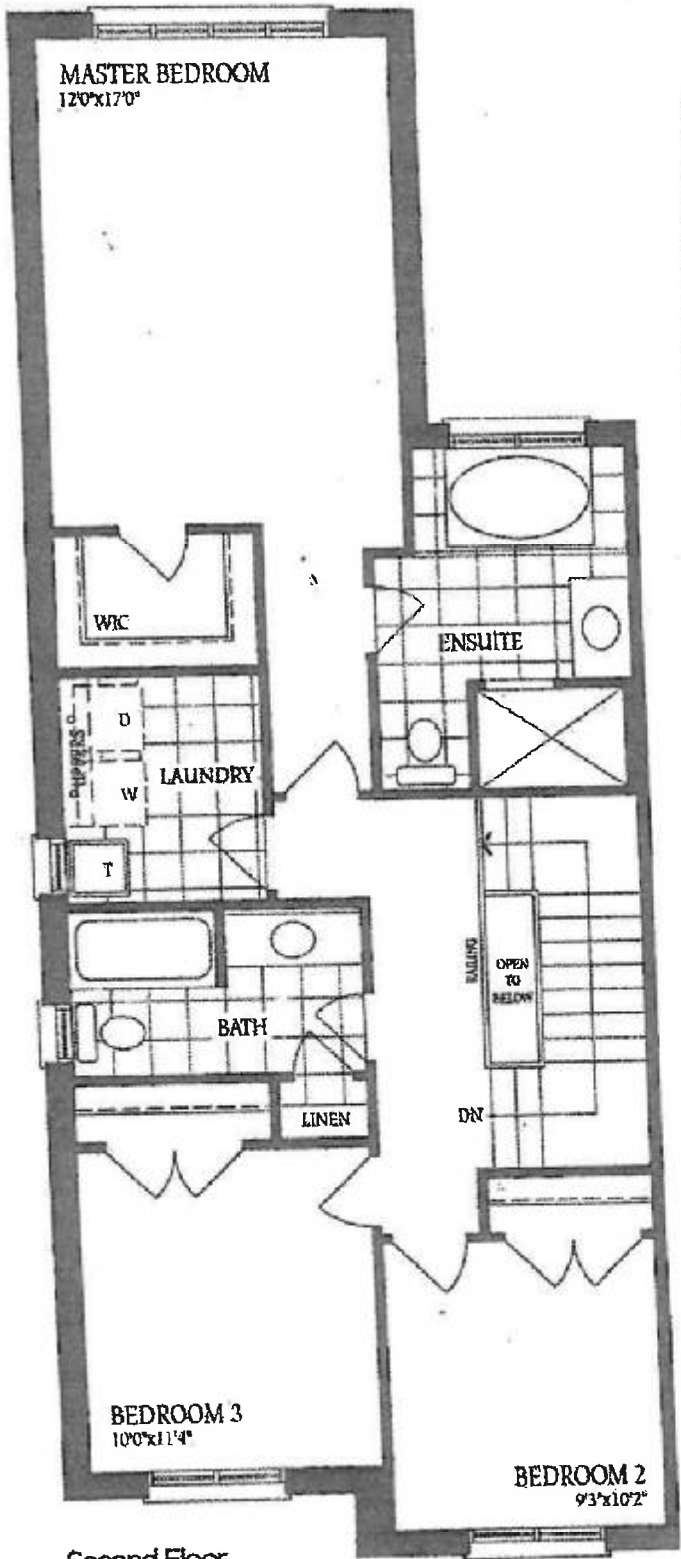 MASTER BEDROOM
12'0"x17'0"
WIC
ENSUITE
D
UPPERS
W
LAUNDRY
T
RAILING
OPEN
TO
BELOW
BATH
LINEN
DN
BEDROOM 3
10'0"x11'4"
BEDROOM 2
9'3"x10'2"
Second Floor